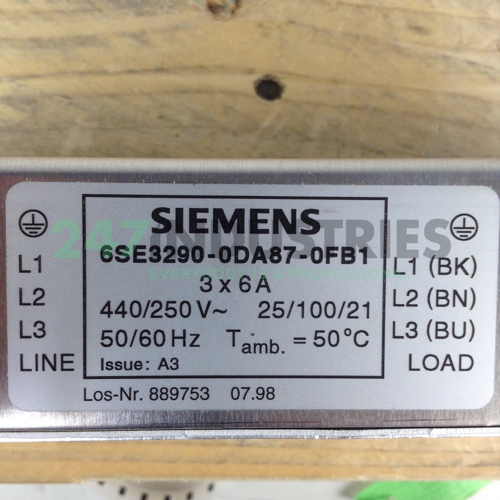 247INDUSTRIES
SIEMENS
6SE3290-0DA87-0FB1
3 x 6 A
440/250 V~ 25/100/21
50/60 Hz Tamb. = 50°C
Issue: A3
L1
L2
L3
LINE
L1 (BK)
L2 (BN)
L3 (BU)
LOAD
Los-Nr. 889753 07.98